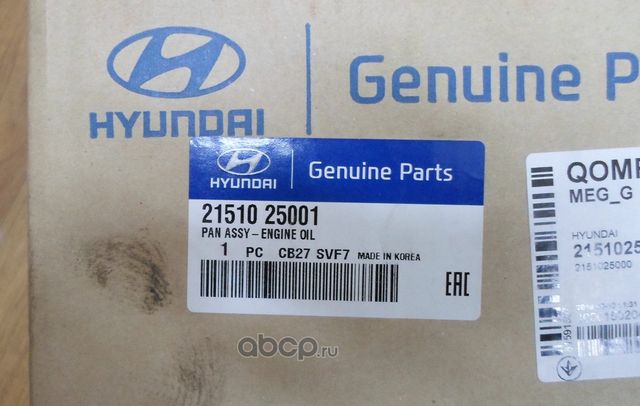 HYUNDAI
Genuine P
HYUNDAI
Genuine Parts
21510 25001
PAN ASSY-ENGINE OIL
1 PC CB27 SVF7 MADE IN KOREA
EAC
abcp.ru
MEG_G
HYUNDAI
2151025
2151025000